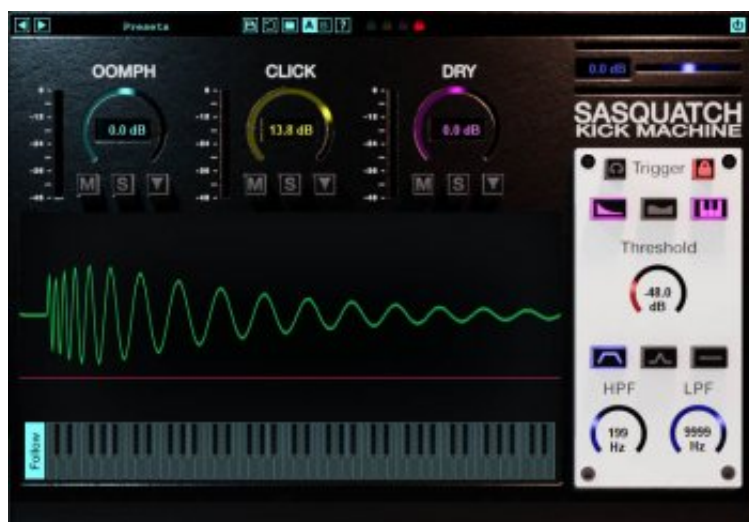 Presets A B ?
OOMPH CLICK DRY
0.0 dB
0.0 dB 13.8 dB 0.0 dB
SASQUATCH
KICK MACHINE
M S M S M S
Trigger
Threshold
-48.0
dB
HPF LPF
199
Hz
9999
Hz
Follow